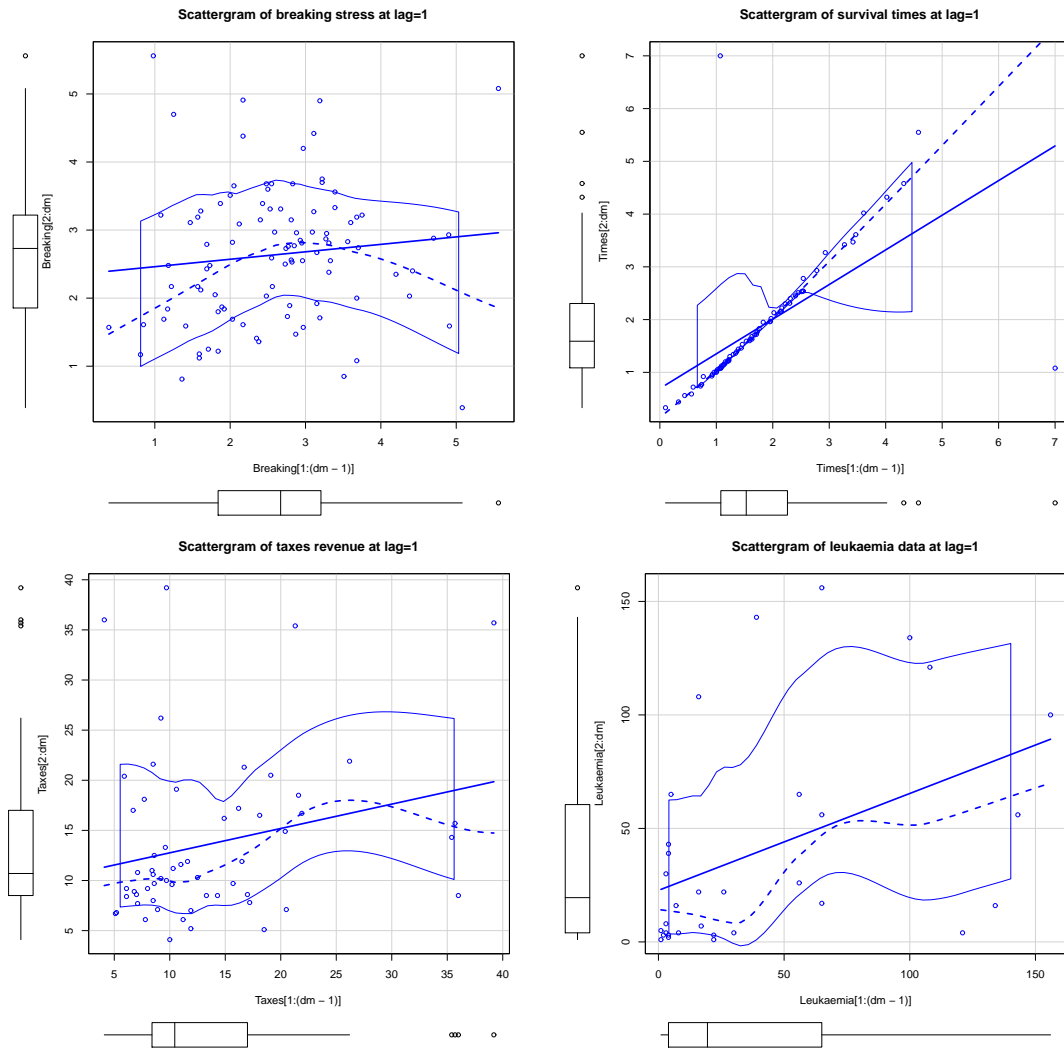 Scattergram of breaking stress at lag=1
Breaking[2:dm]
5
4
3
2
1
1 2 3 4 5
Breaking[1:(dm − 1)]
Scattergram of survival times at lag=1
Times[2:dm]
7
6
5
4
3
2
1
0 1 2 3 4 5 6 7
Times[1:(dm − 1)]
Scattergram of taxes revenue at lag=1
Taxes[2:dm]
40
35
30
25
20
15
10
5
5 10 15 20 25 30 35 40
Taxes[1:(dm − 1)]
Scattergram of leukaemia data at lag=1
Leukaemia[2:dm]
150
100
50
0
0 50 100 150
Leukaemia[1:(dm − 1)]